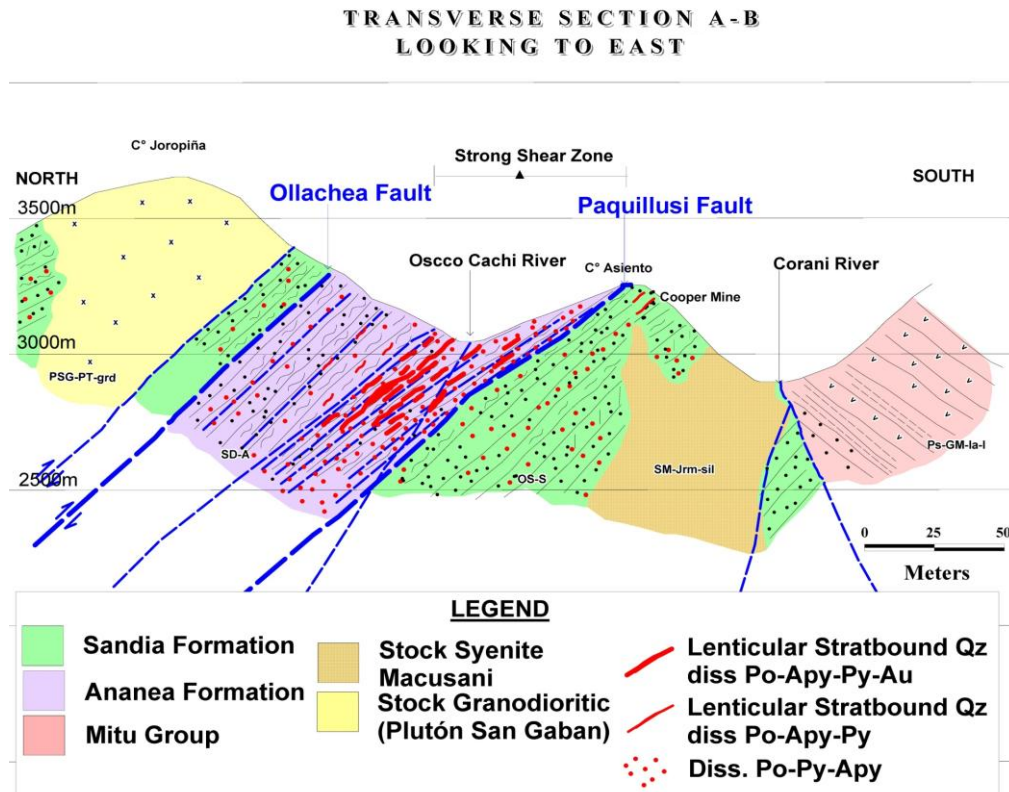 TRANSVERSE SECTION A-B
LOOKING TO EAST
C° Joropiña
Strong Shear Zone
NORTH
SOUTH
3500m
Ollachea Fault
Paquillusi Fault
Oscco Cachi River
C° Asiento
Corani River
Cooper Mine
3000m
PSG-PT-grd
SD-A
OS-S
SM-Jrm-sil
Ps-GM-la-l
2500m
0 25 50
Meters
LEGEND
Sandia Formation
Ananea Formation
Mitu Group
Stock Syenite
Macusani
Stock Granodioritic
(Plutón San Gaban)
Lenticular Stratbound Qz
diss Po-Apy-Py-Au
Lenticular Stratbound Qz
diss Po-Apy-Py
Diss. Po-Py-Apy